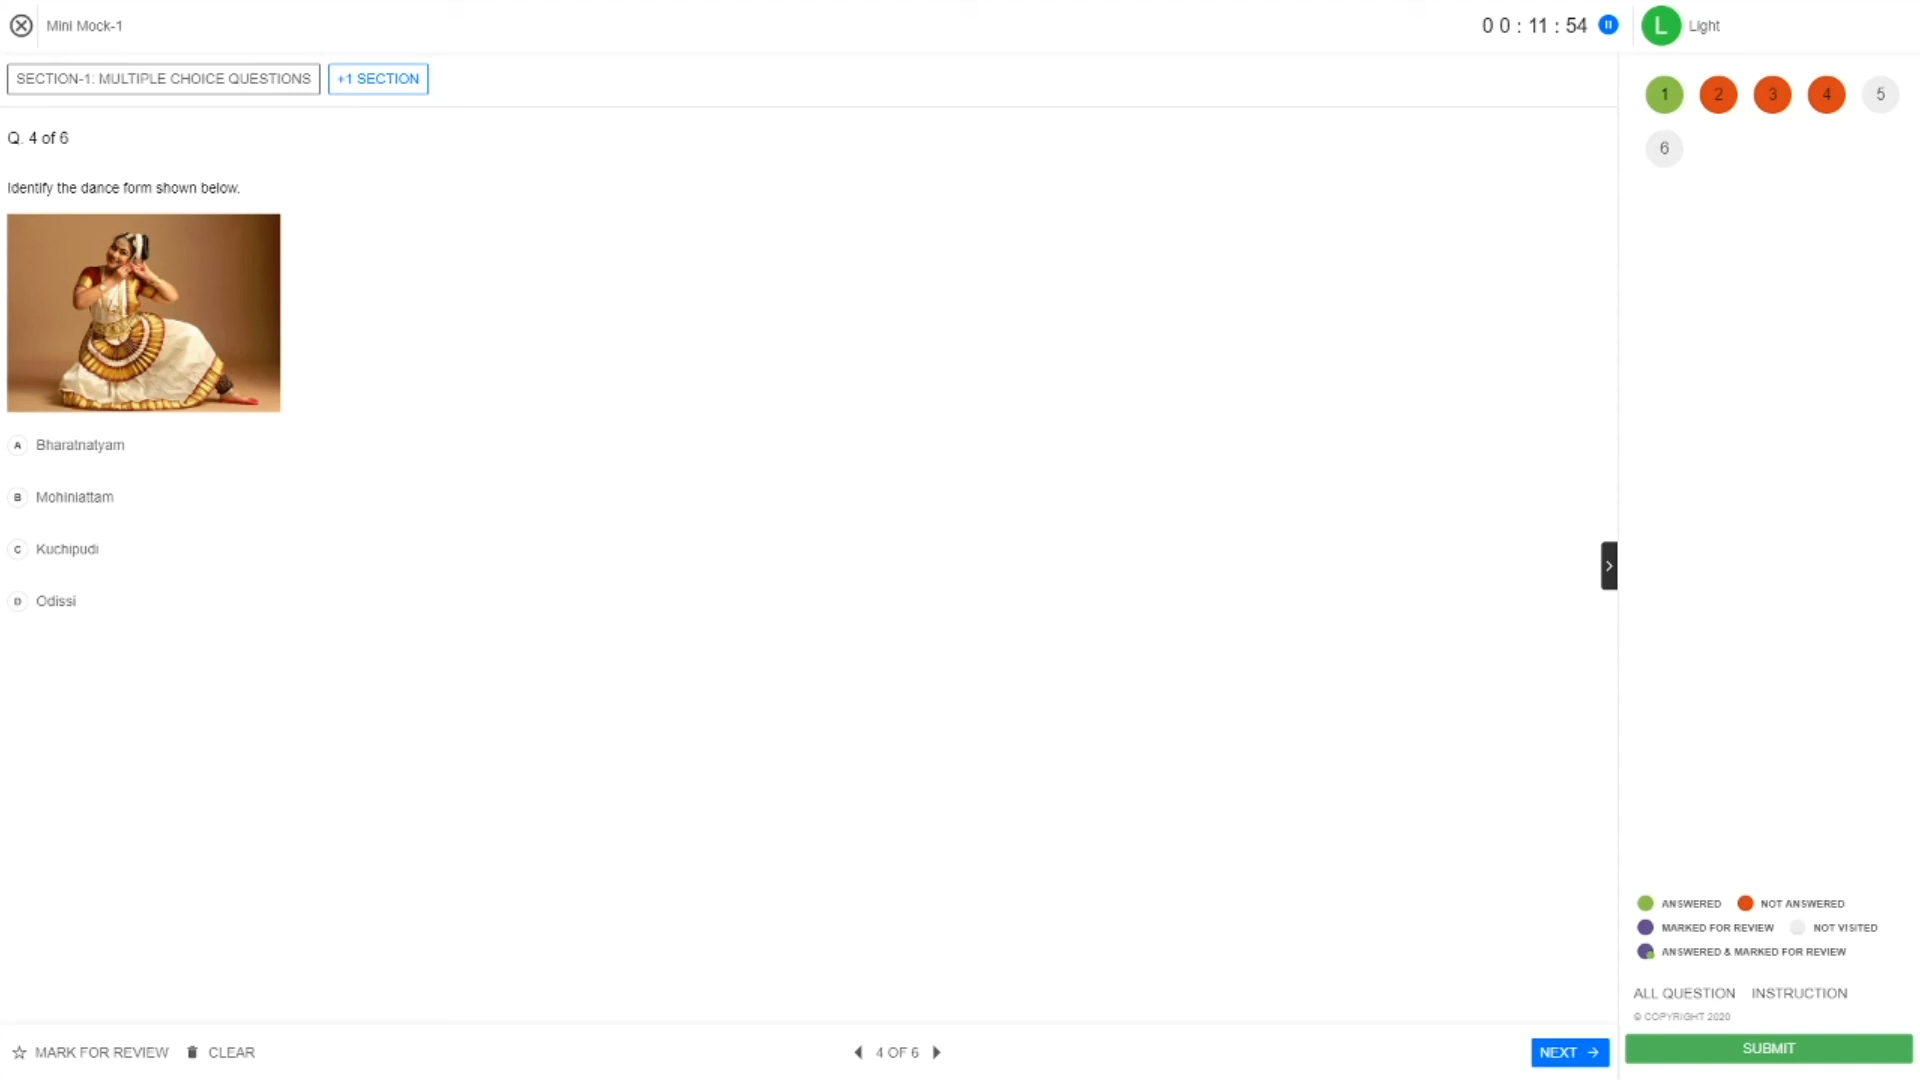 Mini Mock-1
00 : 11 : 54
L Light
SECTION-1: MULTIPLE CHOICE QUESTIONS
+1 SECTION
1 2 3 4 5
6
Q. 4 of 6
Identify the dance form shown below.
A Bharatnatyam
B Mohiniattam
C Kuchipudi
D Odissi
ANSWERED NOT ANSWERED
MARKED FOR REVIEW NOT VISITED
ANSWERED & MARKED FOR REVIEW
ALL QUESTION INSTRUCTION
© COPYRIGHT 2020
MARK FOR REVIEW CLEAR
4 OF 6
NEXT
SUBMIT